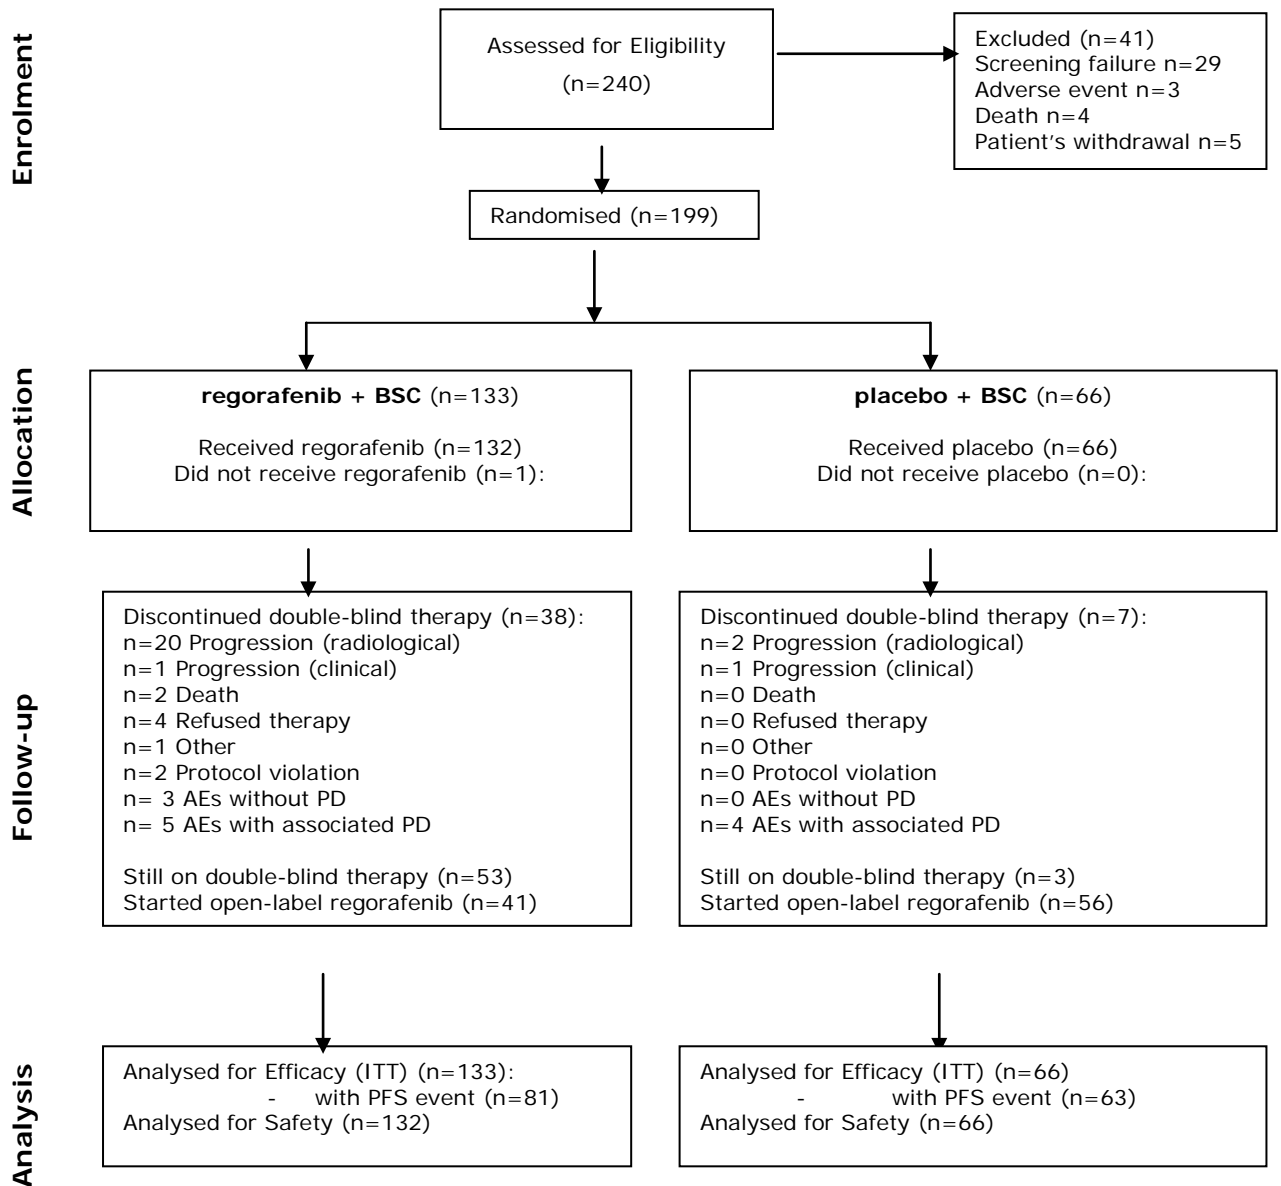 Enrolment
Assessed for Eligibility
(n=240)
Excluded (n=41)
Screening failure n=29
Adverse event n=3
Death n=4
Patient's withdrawal n=5
Randomised (n=199)
Allocation
regorafenib + BSC (n=133)
Received regorafenib (n=132)
Did not receive regorafenib (n=1):
placebo + BSC (n=66)
Received placebo (n=66)
Did not receive placebo (n=0):
Follow-up
Discontinued double-blind therapy (n=38):
n=20 Progression (radiological)
n=1 Progression (clinical)
n=2 Death
n=4 Refused therapy
n=1 Other
n=2 Protocol violation
n= 3 AEs without PD
n= 5 AEs with associated PD
Still on double-blind therapy (n=53)
Started open-label regorafenib (n=41)
Discontinued double-blind therapy (n=7):
n=2 Progression (radiological)
n=1 Progression (clinical)
n=0 Death
n=0 Refused therapy
n=0 Other
n=0 Protocol violation
n=0 AEs without PD
n=4 AEs with associated PD
Still on double-blind therapy (n=3)
Started open-label regorafenib (n=56)
Analysis
Analysed for Efficacy (ITT) (n=133):
- with PFS event (n=81)
Analysed for Safety (n=132)
Analysed for Efficacy (ITT) (n=66)
- with PFS event (n=63)
Analysed for Safety (n=66)